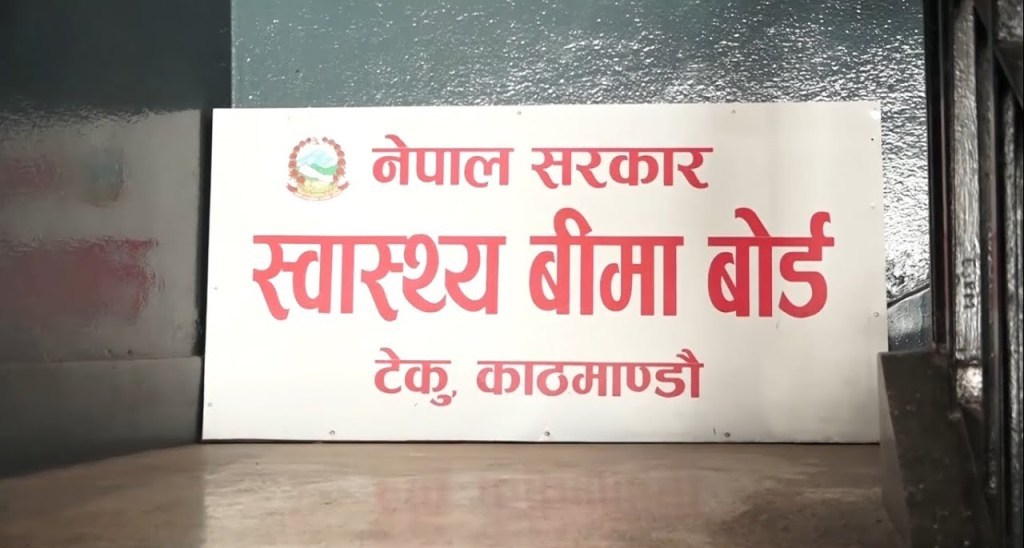 नेपाल सरकार
स्वास्थ्य बीमा बोर्ड
टेकु, काठमाण्डौ